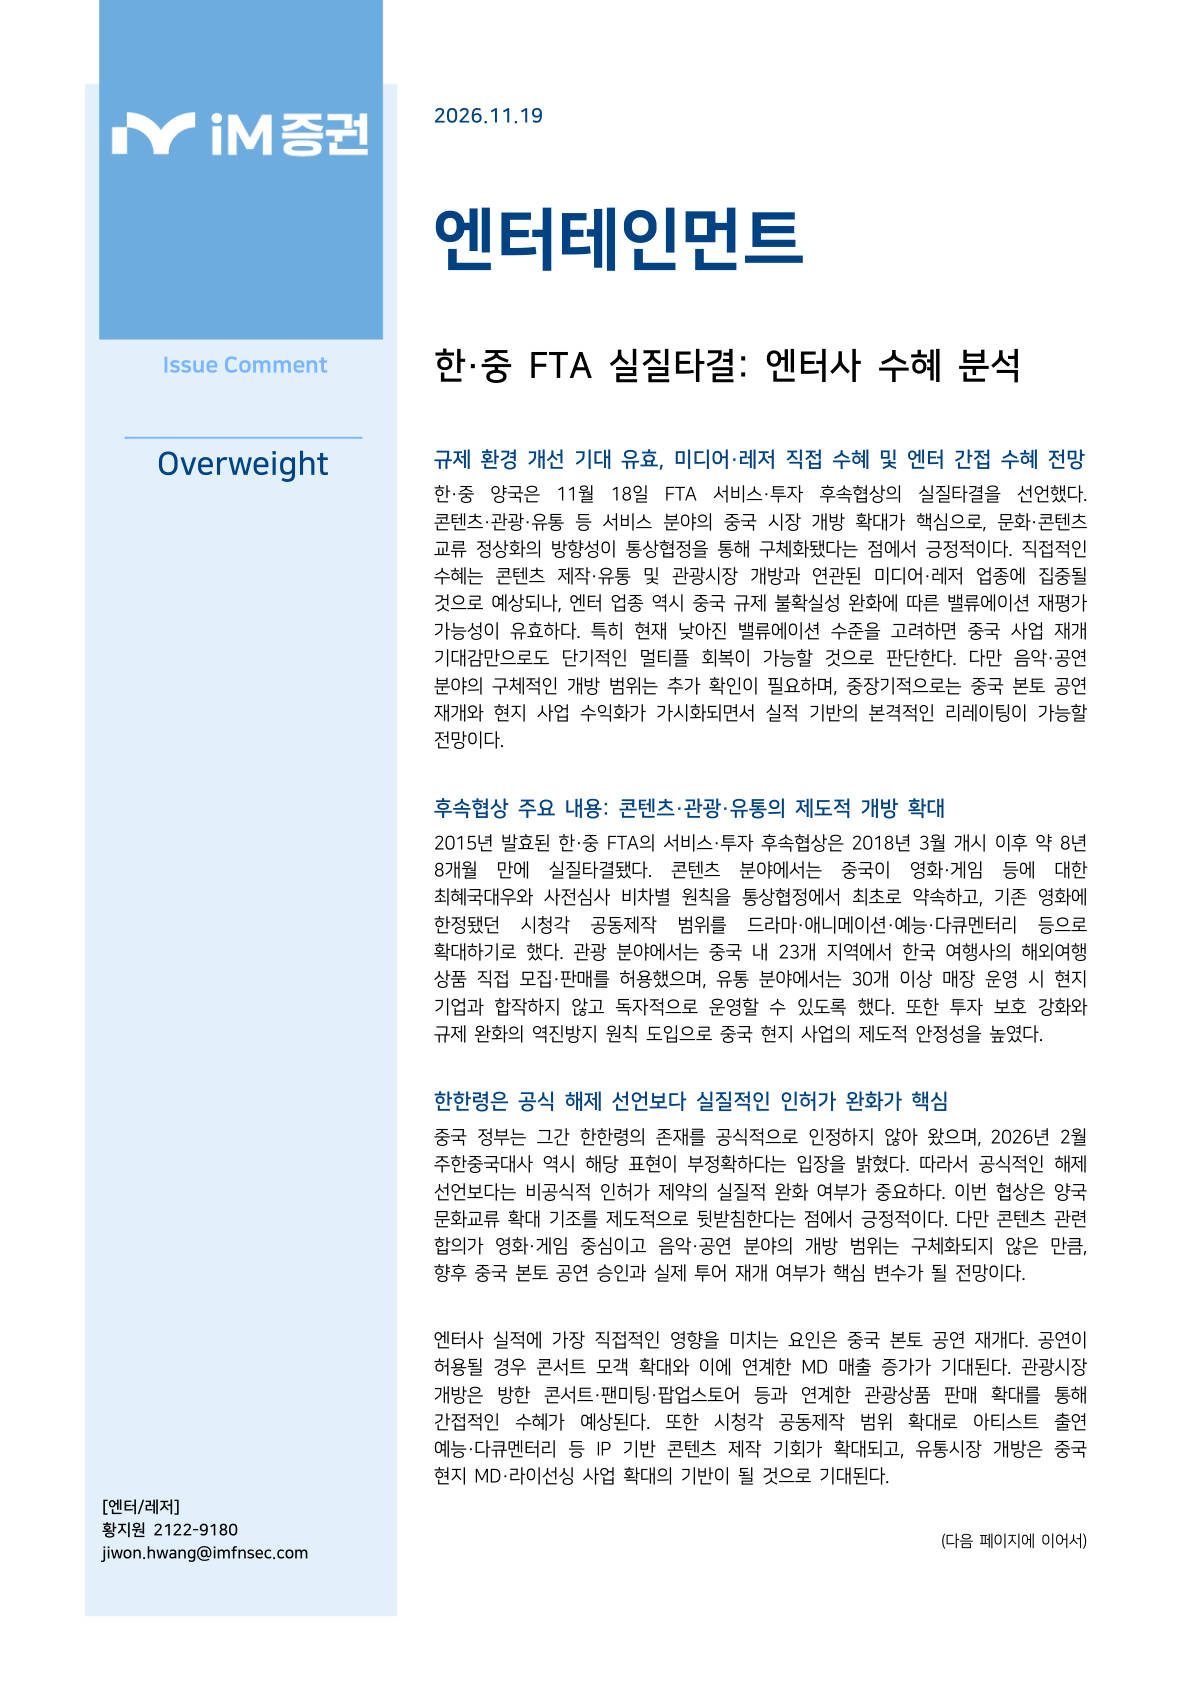 iM증권
2026.11.19
엔터테인먼트
Issue Comment
한·중 FTA 실질타결: 엔터사 수혜 분석
Overweight
규제 환경 개선 기대 유효, 미디어·레저 직접 수혜 및 엔터 간접 수혜 전망
한·중 양국은 11월 18일 FTA 서비스·투자 후속협상의 실질타결을 선언했다.
콘텐츠·관광·유통 등 서비스 분야의 중국 시장 개방 확대가 핵심으로, 문화·콘텐츠
교류 정상화의 방향성이 통상협정을 통해 구체화됐다는 점에서 긍정적이다. 직접적인
수혜는 콘텐츠 제작·유통 및 관광시장 개방과 연관된 미디어·레저 업종에 집중될
것으로 예상되나, 엔터 업종 역시 중국 규제 불확실성 완화에 따른 밸류에이션 재평가
가능성이 유효하다. 특히 현재 낮아진 밸류에이션 수준을 고려하면 중국 사업 재개
기대감만으로도 단기적인 멀티플 회복이 가능할 것으로 판단한다. 다만 음악·공연
분야의 구체적인 개방 범위는 추가 확인이 필요하며, 중장기적으로는 중국 본토 공연
재개와 현지 사업 수익화가 가시화되면서 실적 기반의 본격적인 리레이팅이 가능할
전망이다.
후속협상 주요 내용: 콘텐츠·관광·유통의 제도적 개방 확대
2015년 발효된 한·중 FTA의 서비스·투자 후속협상은 2018년 3월 개시 이후 약 8년
8개월 만에 실질타결됐다. 콘텐츠 분야에서는 중국이 영화·게임 등에 대한
최혜국대우와 사전심사 비차별 원칙을 통상협정에서 최초로 약속하고, 기존 영화에
한정됐던 시청각 공동제작 범위를 드라마·애니메이션·예능·다큐멘터리 등으로
확대하기로 했다. 관광 분야에서는 중국 내 23개 지역에서 한국 여행사의 해외여행
상품 직접 모집·판매를 허용했으며, 유통 분야에서는 30개 이상 매장 운영 시 현지
기업과 합작하지 않고 독자적으로 운영할 수 있도록 했다. 또한 투자 보호 강화와
규제 완화의 역진방지 원칙 도입으로 중국 현지 사업의 제도적 안정성을 높였다.
한한령은 공식 해제 선언보다 실질적인 인허가 완화가 핵심
중국 정부는 그간 한한령의 존재를 공식적으로 인정하지 않아 왔으며, 2026년 2월
주한중국대사 역시 해당 표현이 부정확하다는 입장을 밝혔다. 따라서 공식적인 해제
선언보다는 비공식적 인허가 제약의 실질적 완화 여부가 중요하다. 이번 협상은 양국
문화교류 확대 기조를 제도적으로 뒷받침한다는 점에서 긍정적이다. 다만 콘텐츠 관련
합의가 영화·게임 중심이고 음악·공연 분야의 개방 범위는 구체화되지 않은 만큼,
향후 중국 본토 공연 승인과 실제 투어 재개 여부가 핵심 변수가 될 전망이다.
엔터사 실적에 가장 직접적인 영향을 미치는 요인은 중국 본토 공연 재개다. 공연이
허용될 경우 콘서트 모객 확대와 이에 연계한 MD 매출 증가가 기대된다. 관광시장
개방은 방한 콘서트·팬미팅·팝업스토어 등과 연계한 관광상품 판매 확대를 통해
간접적인 수혜가 예상된다. 또한 시청각 공동제작 범위 확대로 아티스트 출연
예능·다큐멘터리 등 IP 기반 콘텐츠 제작 기회가 확대되고, 유통시장 개방은 중국
현지 MD·라이선싱 사업 확대의 기반이 될 것으로 기대된다.
[엔터/레저]
황지원 2122-9180
jiwon.hwang@imfnsec.com
(다음 페이지에 이어서)